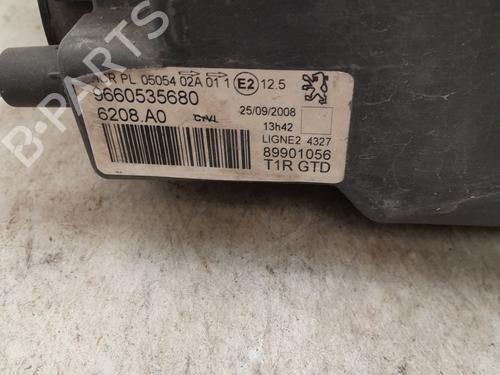 HCR PL 05054 02A 01 1 E2 12.5
9660535680
6208.A0
25/09/2008
13h42
LIGNE2 4327
89901056
T1R GTD
B-PARTS